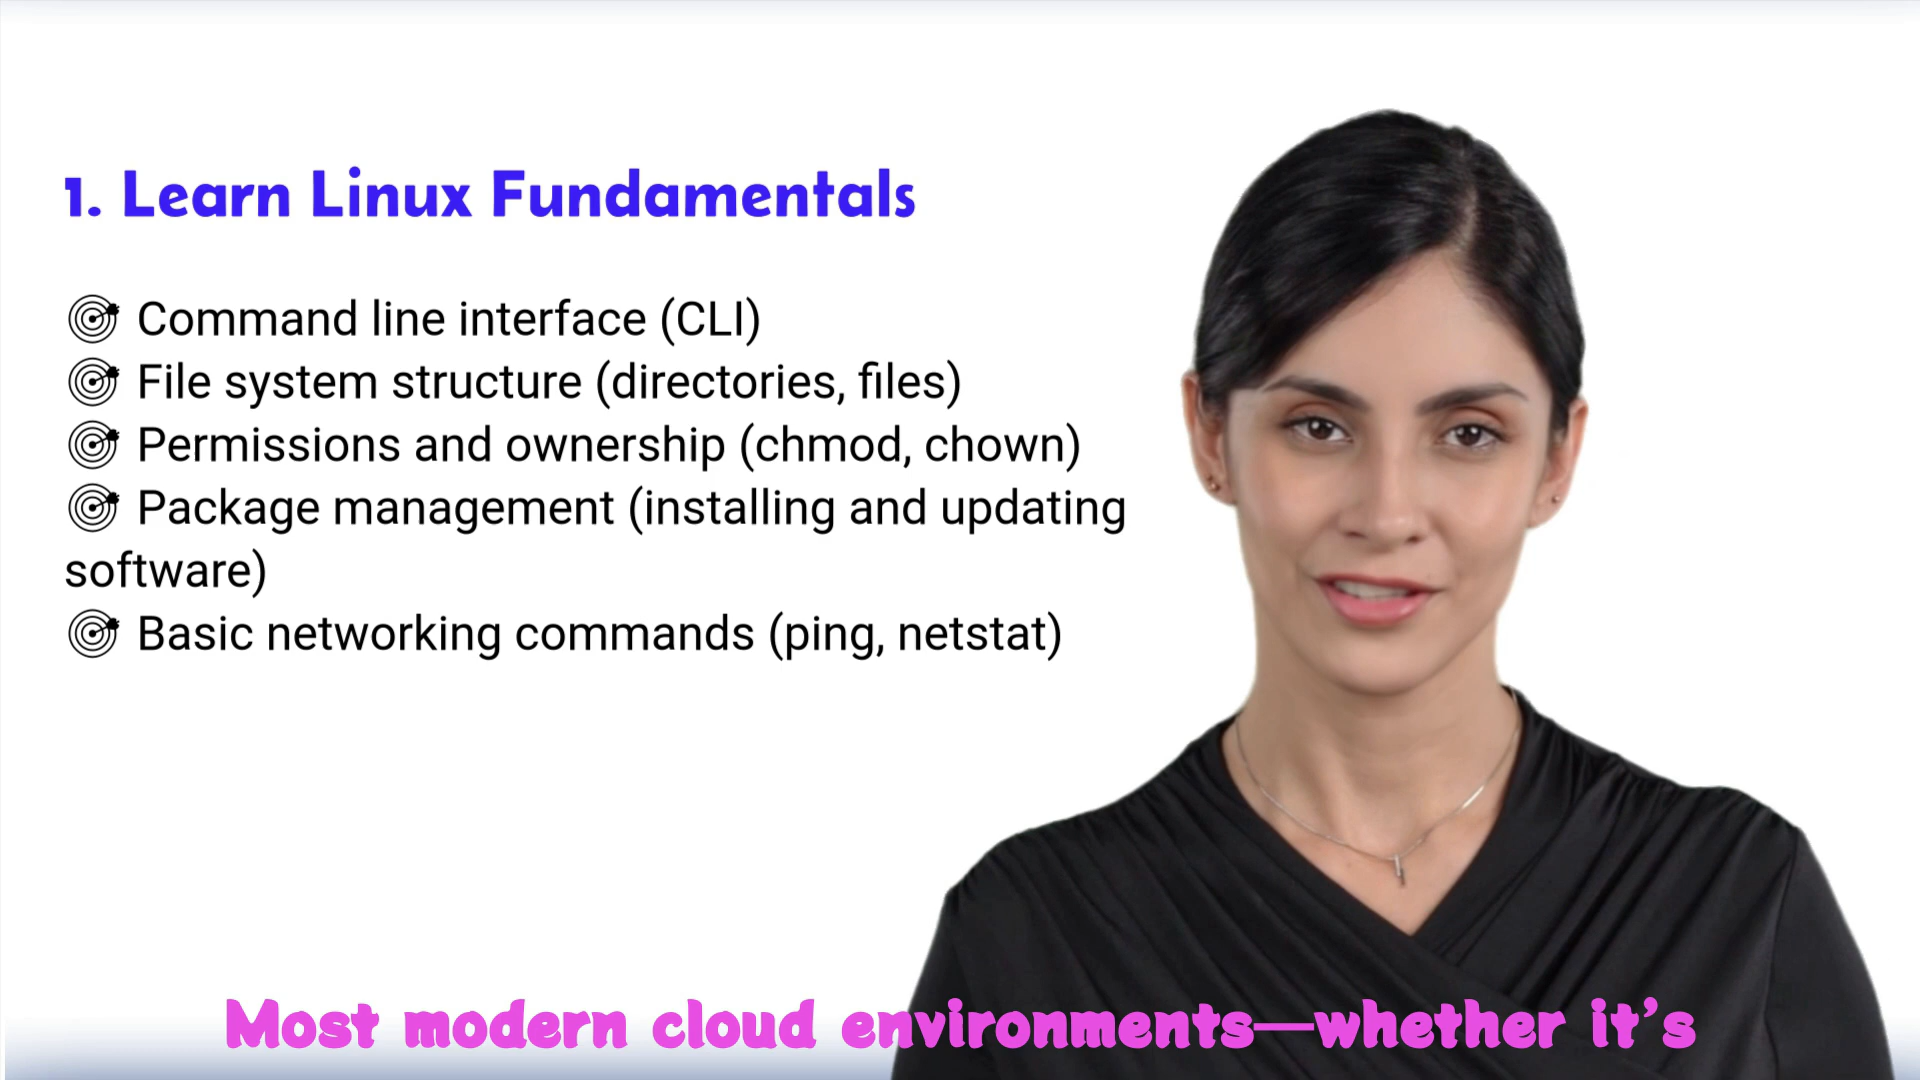 1. Learn Linux Fundamentals
🎯 Command line interface (CLI)
🎯 File system structure (directories, files)
🎯 Permissions and ownership (chmod, chown)
🎯 Package management (installing and updating
software)
🎯 Basic networking commands (ping, netstat)
Most modern cloud environments—whether it's